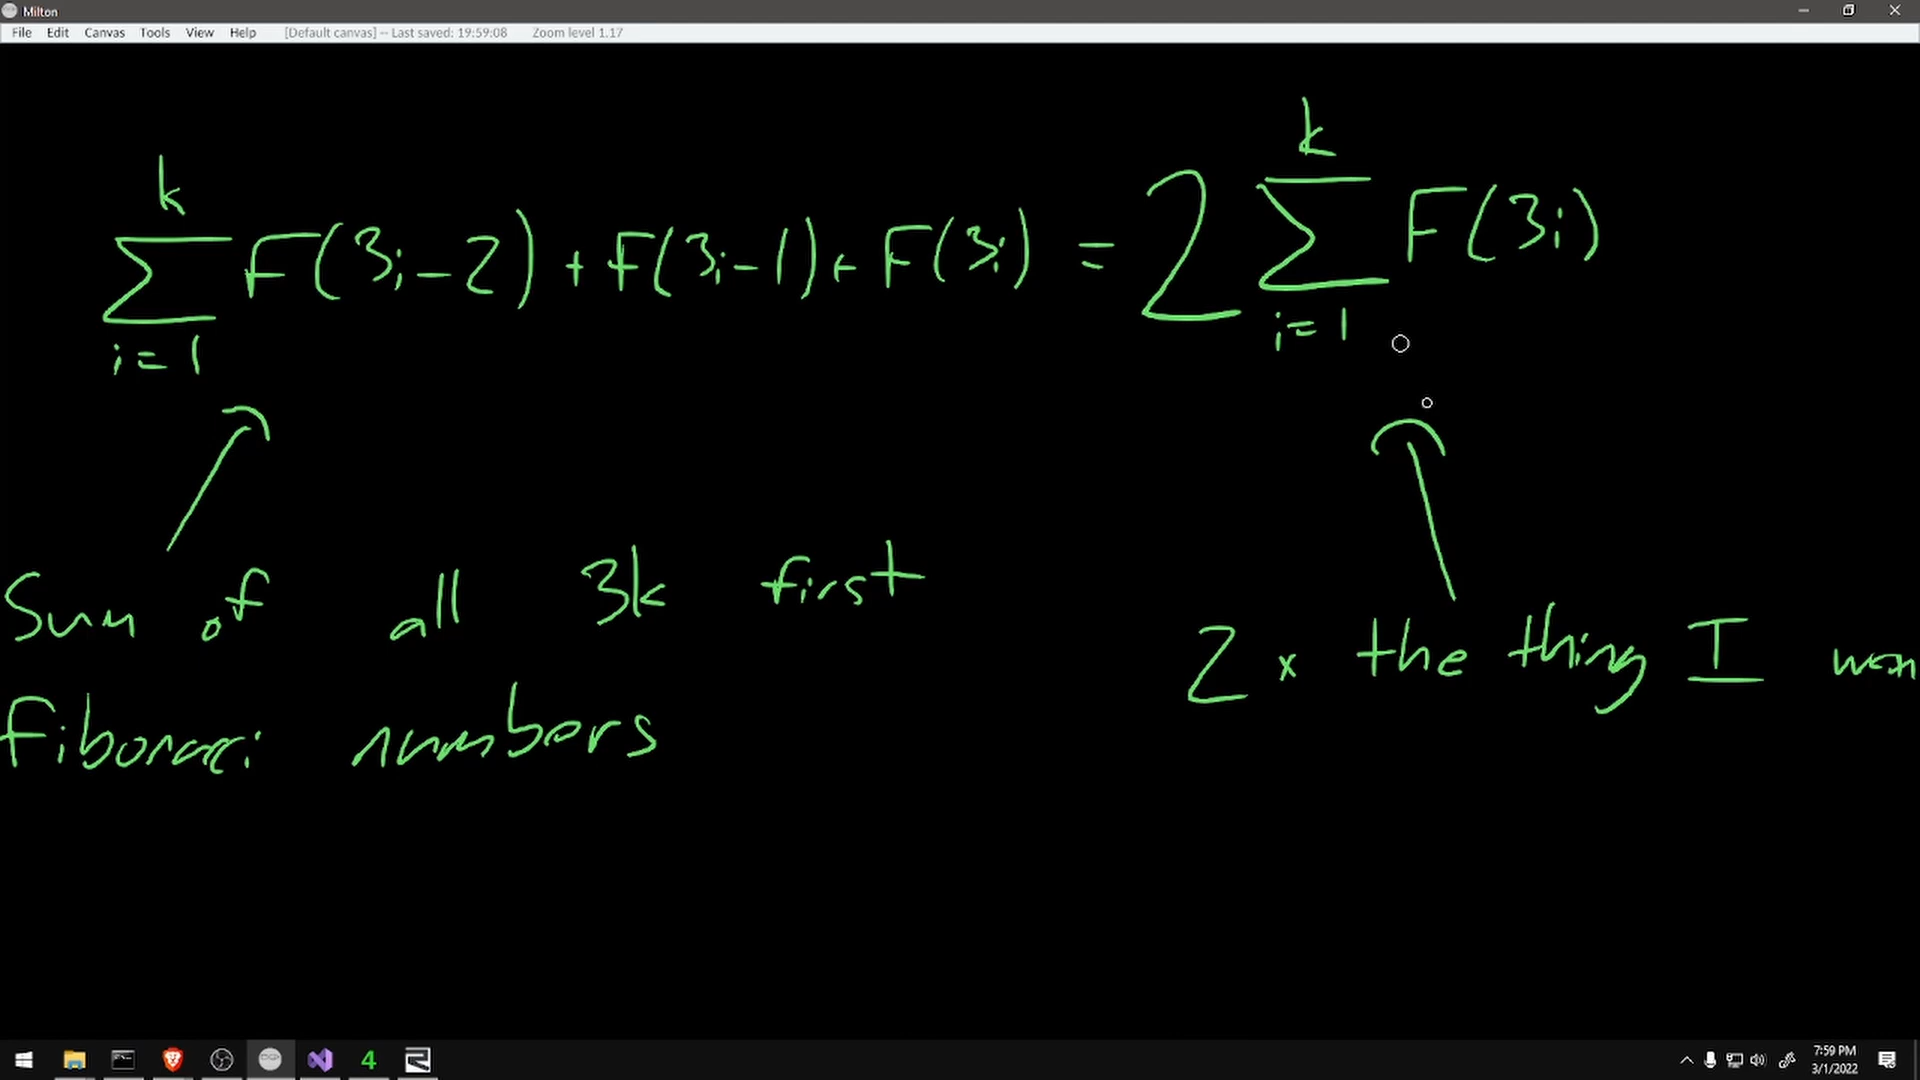 Milton
File Edit Canvas Tools View Help [Default canvas] -- Last saved: 19:59:08 Zoom level 1.17
k
∑ F(3i-2) + F(3i-1) + F(3i) = 2 ∑ F(3i)
i=1
k
i=1
Sum of all 3k first
Fibonacci numbers
2 x the thing I wan
4
7:59 PM
3/1/2022